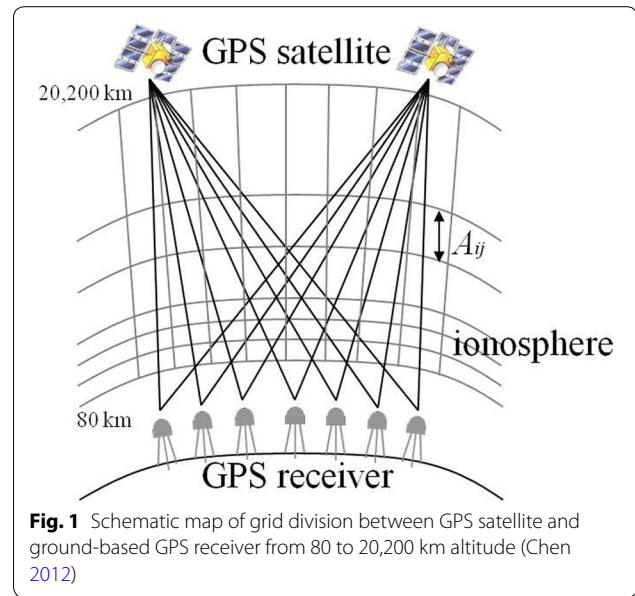 GPS satellite
20,200 km
Aij
ionosphere
80 km
GPS receiver
Fig. 1 Schematic map of grid division between GPS satellite and
ground-based GPS receiver from 80 to 20,200 km altitude (Chen
2012)